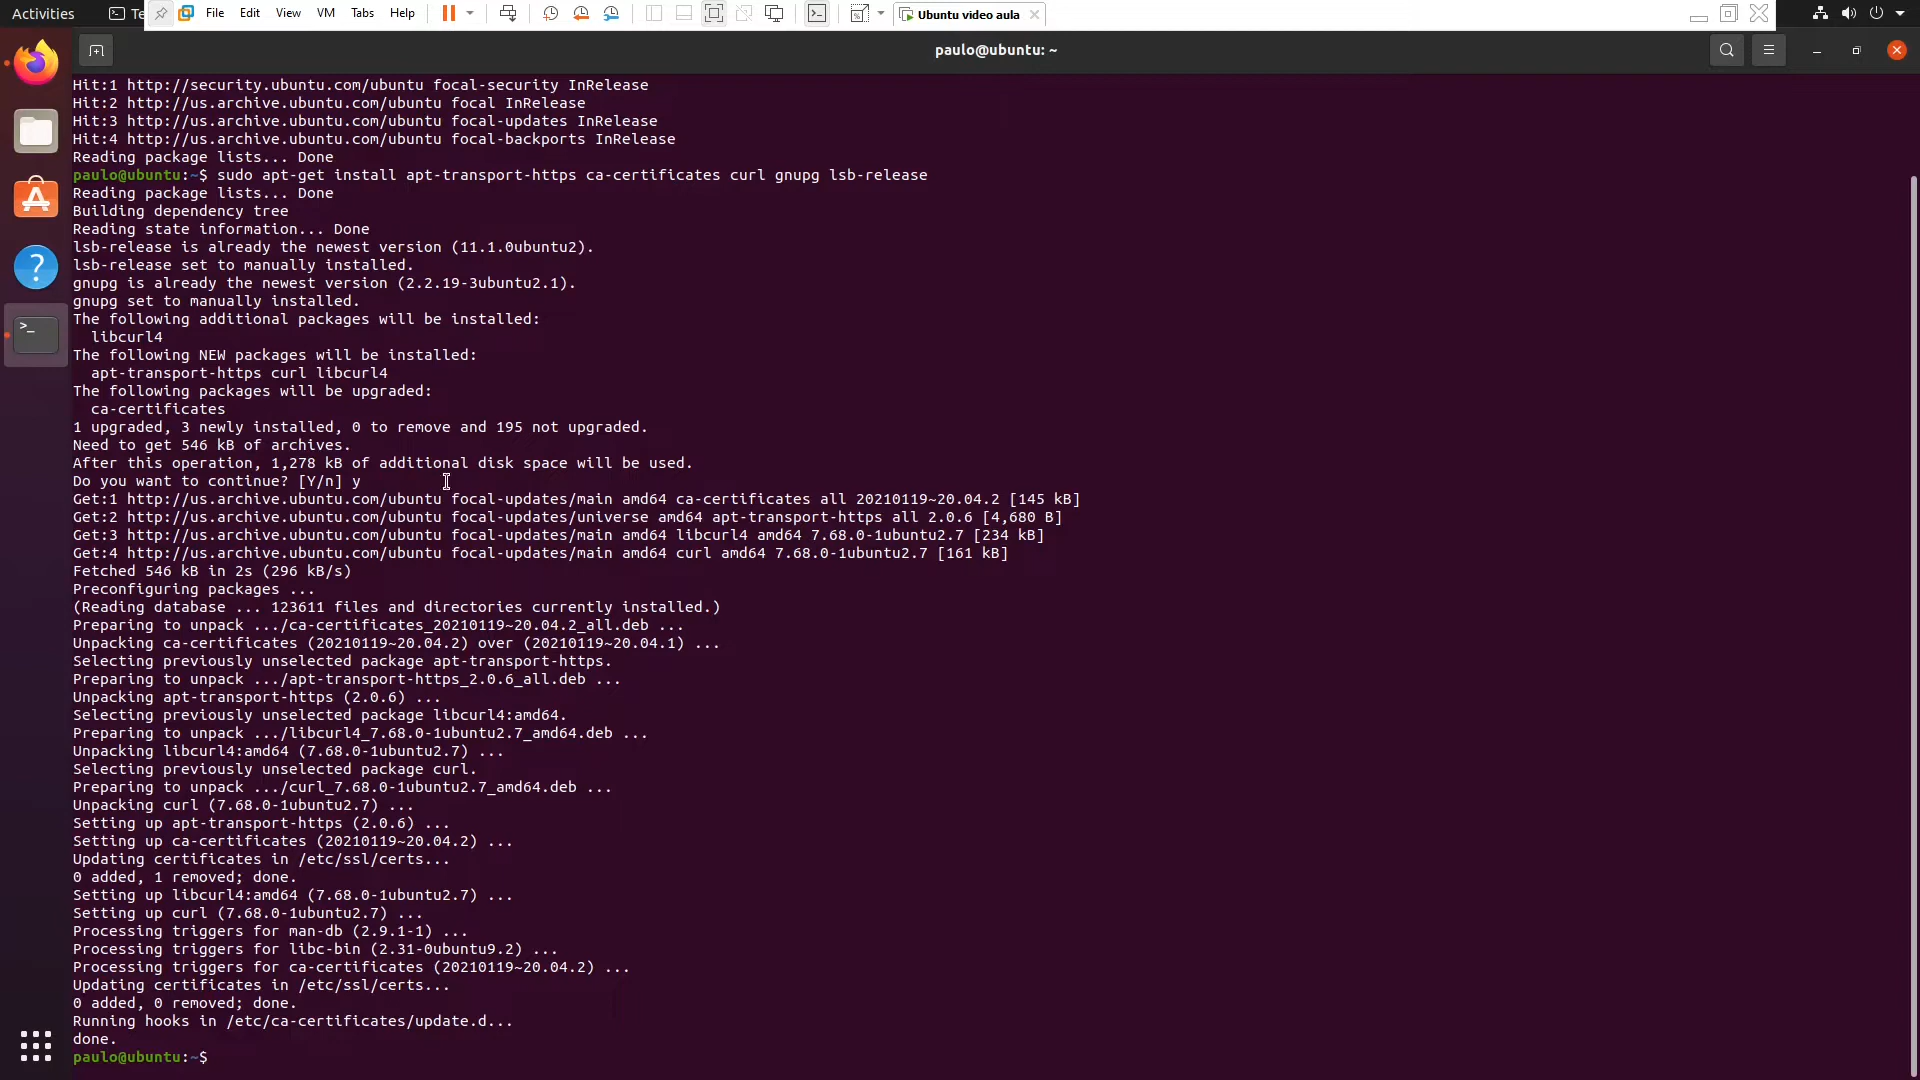 Activities
Te
File Edit View VM Tabs Help
Ubuntu video aula
paulo@ubuntu: ~
Hit:1 http://security.ubuntu.com/ubuntu focal-security InRelease
Hit:2 http://us.archive.ubuntu.com/ubuntu focal InRelease
Hit:3 http://us.archive.ubuntu.com/ubuntu focal-updates InRelease
Hit:4 http://us.archive.ubuntu.com/ubuntu focal-backports InRelease
Reading package lists... Done
paulo@ubuntu:~$ sudo apt-get install apt-transport-https ca-certificates curl gnupg lsb-release
Reading package lists... Done
Building dependency tree
Reading state information... Done
lsb-release is already the newest version (11.1.0ubuntu2).
lsb-release set to manually installed.
gnupg is already the newest version (2.2.19-3ubuntu2.1).
gnupg set to manually installed.
The following additional packages will be installed:
libcurl4
The following NEW packages will be installed:
apt-transport-https curl libcurl4
The following packages will be upgraded:
ca-certificates
1 upgraded, 3 newly installed, 0 to remove and 195 not upgraded.
Need to get 546 kB of archives.
After this operation, 1,278 kB of additional disk space will be used.
Do you want to continue? [Y/n] y
Get:1 http://us.archive.ubuntu.com/ubuntu focal-updates/main amd64 ca-certificates all 20210119~20.04.2 [145 kB]
Get:2 http://us.archive.ubuntu.com/ubuntu focal-updates/universe amd64 apt-transport-https all 2.0.6 [4,680 B]
Get:3 http://us.archive.ubuntu.com/ubuntu focal-updates/main amd64 libcurl4 amd64 7.68.0-1ubuntu2.7 [234 kB]
Get:4 http://us.archive.ubuntu.com/ubuntu focal-updates/main amd64 curl amd64 7.68.0-1ubuntu2.7 [161 kB]
Fetched 546 kB in 2s (296 kB/s)
Preconfiguring packages ...
(Reading database ... 123611 files and directories currently installed.)
Preparing to unpack .../ca-certificates_20210119~20.04.2_all.deb ...
Unpacking ca-certificates (20210119~20.04.2) over (20210119~20.04.1) ...
Selecting previously unselected package apt-transport-https.
Preparing to unpack .../apt-transport-https_2.0.6_all.deb ...
Unpacking apt-transport-https (2.0.6) ...
Selecting previously unselected package libcurl4:amd64.
Preparing to unpack .../libcurl4_7.68.0-1ubuntu2.7_amd64.deb ...
Unpacking libcurl4:amd64 (7.68.0-1ubuntu2.7) ...
Selecting previously unselected package curl.
Preparing to unpack .../curl_7.68.0-1ubuntu2.7_amd64.deb ...
Unpacking curl (7.68.0-1ubuntu2.7) ...
Setting up apt-transport-https (2.0.6) ...
Setting up ca-certificates (20210119~20.04.2) ...
Updating certificates in /etc/ssl/certs...
0 added, 1 removed; done.
Setting up libcurl4:amd64 (7.68.0-1ubuntu2.7) ...
Setting up curl (7.68.0-1ubuntu2.7) ...
Processing triggers for man-db (2.9.1-1) ...
Processing triggers for libc-bin (2.31-0ubuntu9.2) ...
Processing triggers for ca-certificates (20210119~20.04.2) ...
Updating certificates in /etc/ssl/certs...
0 added, 0 removed; done.
Running hooks in /etc/ca-certificates/update.d...
done.
paulo@ubuntu:~$